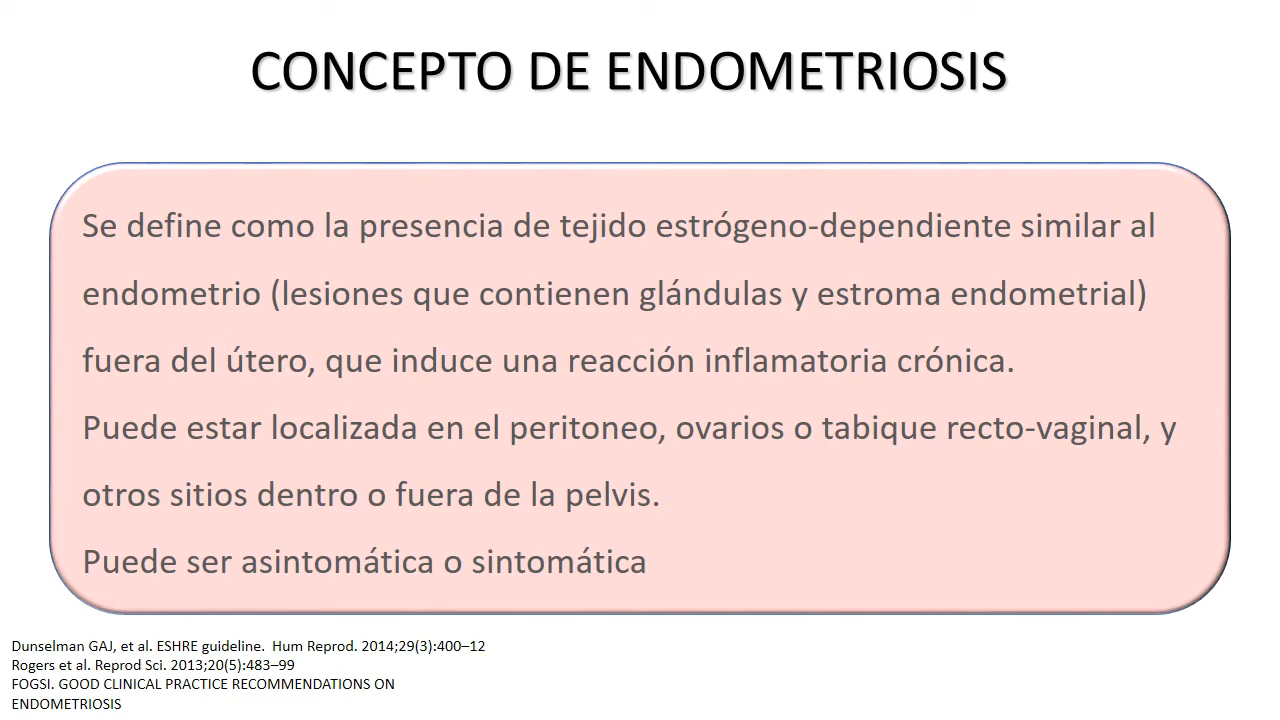 CONCEPTO DE ENDOMETRIOSIS
Se define como la presencia de tejido estrógeno-dependiente similar al
endometrio (lesiones que contienen glándulas y estroma endometrial)
fuera del útero, que induce una reacción inflamatoria crónica.
Puede estar localizada en el peritoneo, ovarios o tabique recto-vaginal, y
otros sitios dentro o fuera de la pelvis.
Puede ser asintomática o sintomática
Dunselman GAJ, et al. ESHRE guideline.  Hum Reprod. 2014;29(3):400–12
Rogers et al. Reprod Sci. 2013;20(5):483–99
FOGSI. GOOD CLINICAL PRACTICE RECOMMENDATIONS ON
ENDOMETRIOSIS